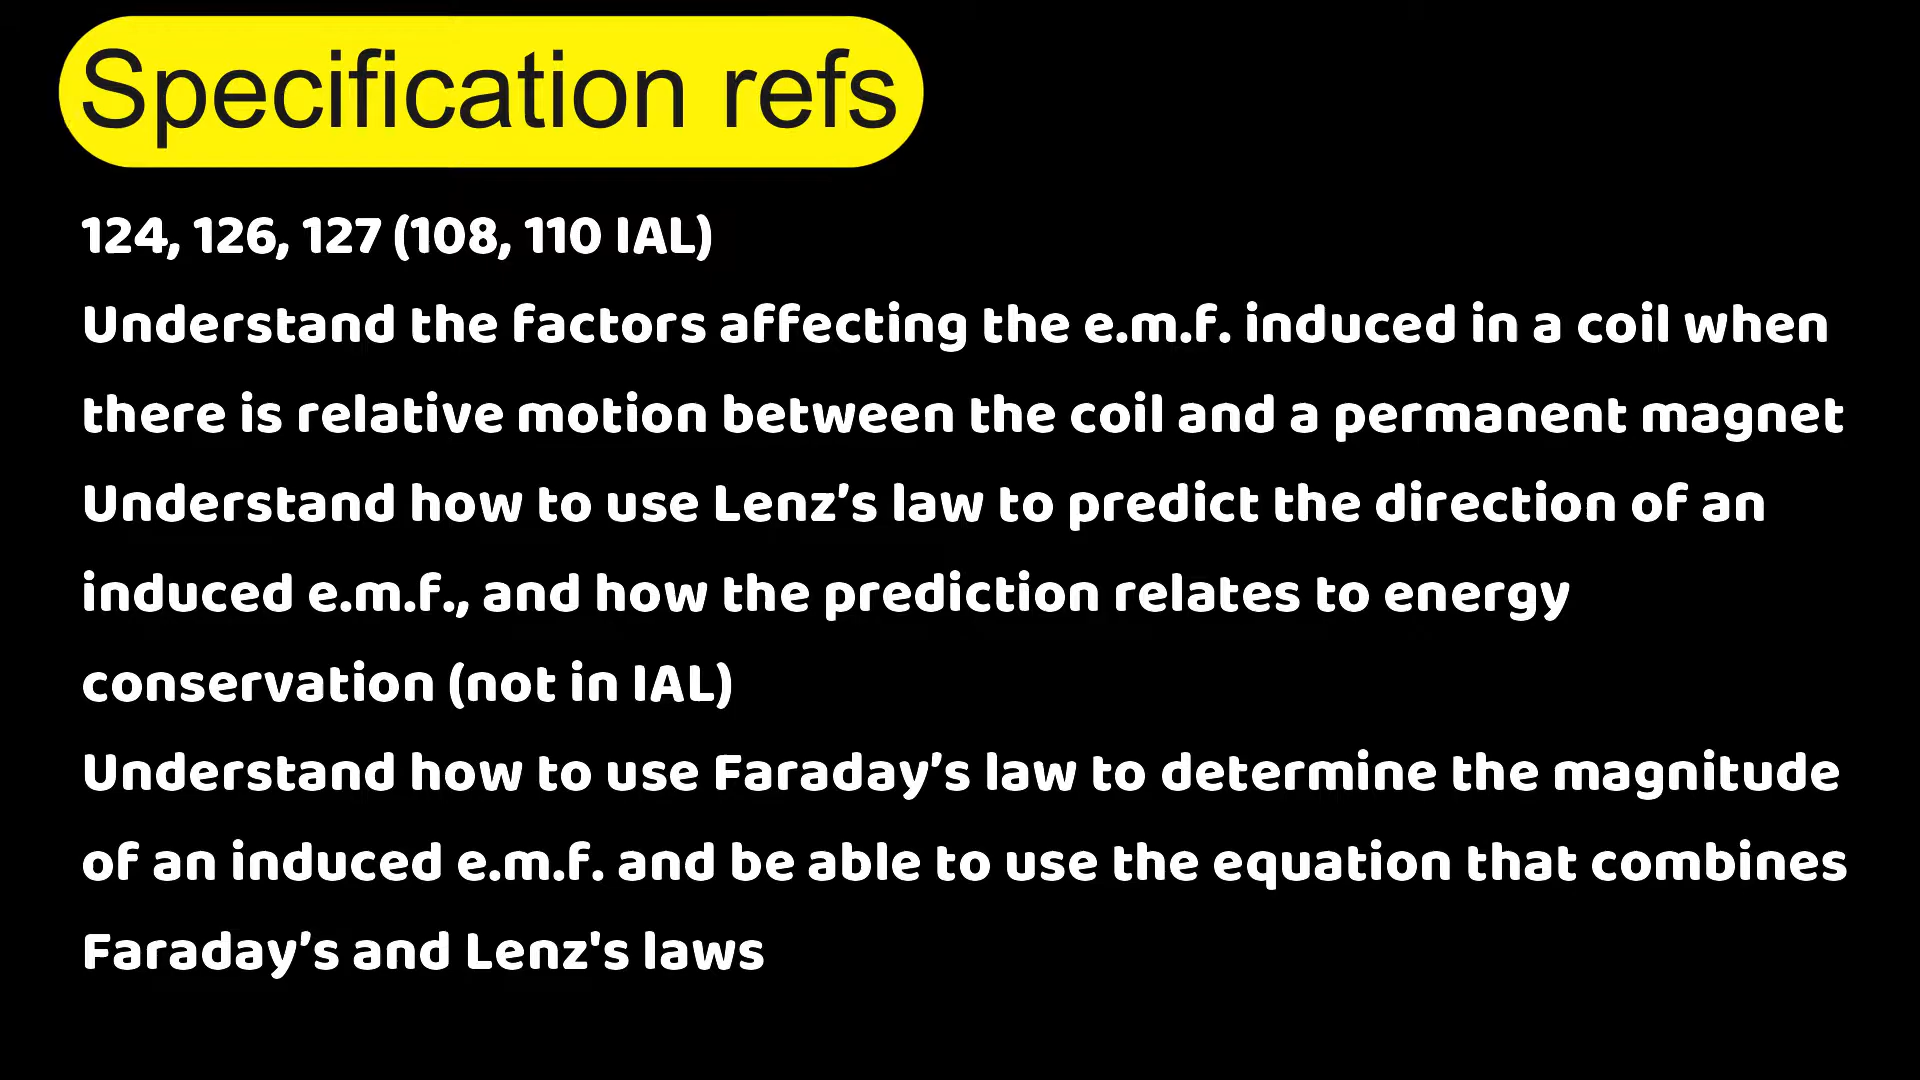 Specification refs
124, 126, 127 (108, 110 IAL)
Understand the factors affecting the e.m.f. induced in a coil when
there is relative motion between the coil and a permanent magnet
Understand how to use Lenz’s law to predict the direction of an
induced e.m.f., and how the prediction relates to energy
conservation (not in IAL)
Understand how to use Faraday’s law to determine the magnitude
of an induced e.m.f. and be able to use the equation that combines
Faraday’s and Lenz's laws